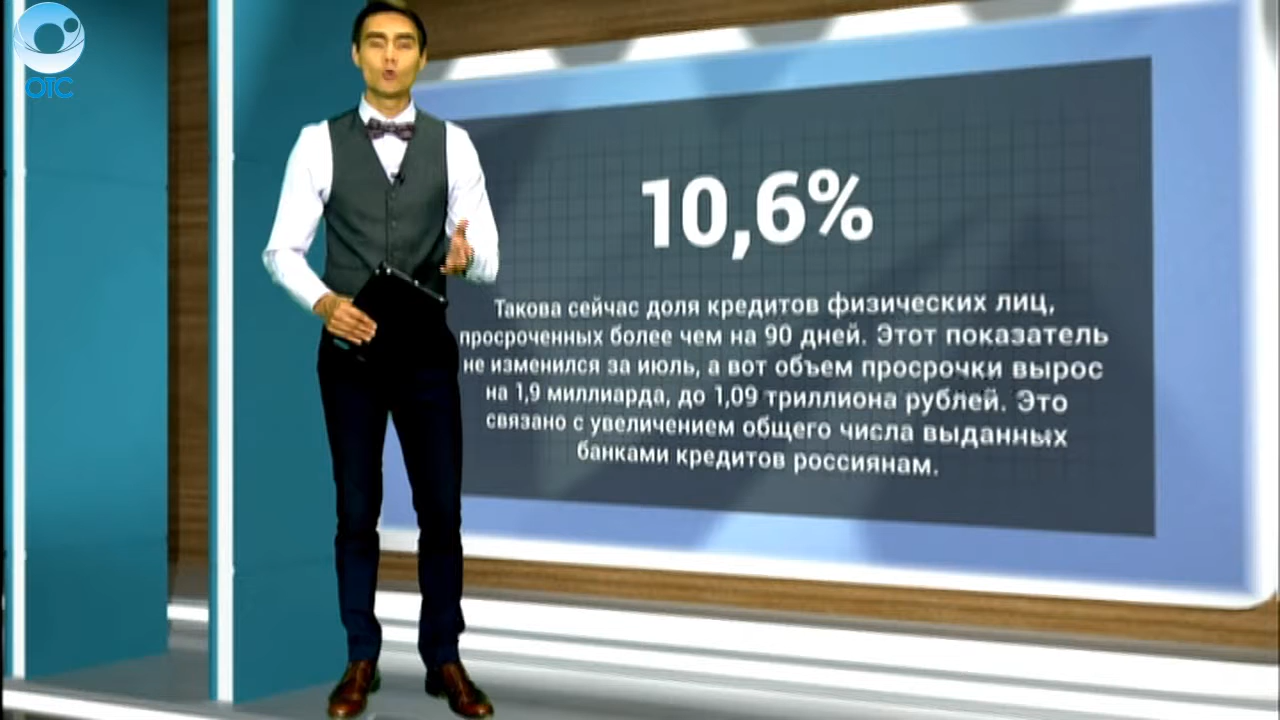 ОТС
10,6%
Такова сейчас доля кредитов физических лиц,
просроченных более чем на 90 дней. Этот показатель
не изменился за июль, а вот объем просрочки вырос
на 1,9 миллиарда, до 1,09 триллиона рублей. Это
связано с увеличением общего числа выданных
банками кредитов россиянам.